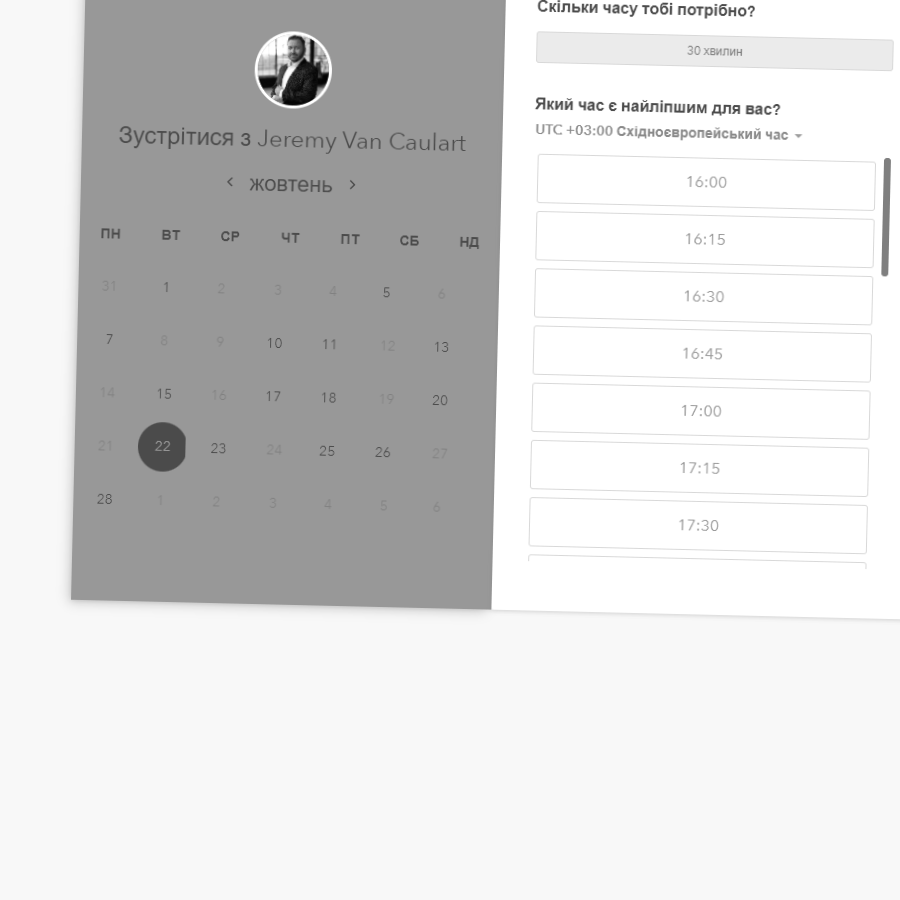 Зустрітися з Jeremy Van Caulart
жовтень
ПН ВТ СР ЧТ ПТ СБ НД
31 1 2 3 4 5 6
7 8 9 10 11 12 13
14 15 16 17 18 19 20
21 22 23 24 25 26 27
28 1 2 3 4 5 6
Скільки часу тобі потрібно?
30 хвилин
Який час є найліпшим для вас?
UTC +03:00 Східноєвропейський час
16:00
16:15
16:30
16:45
17:00
17:15
17:30